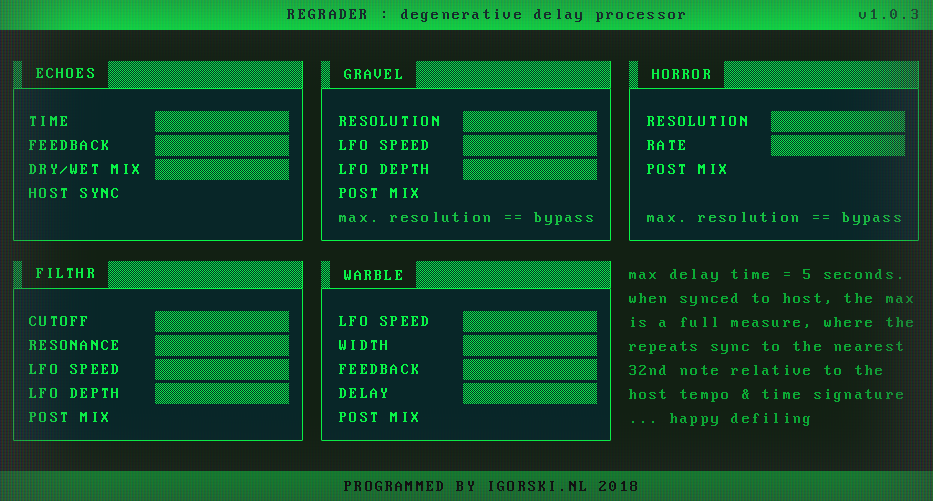 REGRADER : degenerative delay processor v1.0.3
ECHOES
TIME
FEEDBACK
DRY/WET MIX
HOST SYNC
GRAVEL
RESOLUTION
LFO SPEED
LFO DEPTH
POST MIX
max. resolution == bypass
HORROR
RESOLUTION
RATE
POST MIX
max. resolution == bypass
FILTHR
CUTOFF
RESONANCE
LFO SPEED
LFO DEPTH
POST MIX
WARBLE
LFO SPEED
WIDTH
FEEDBACK
DELAY
POST MIX
max delay time = 5 seconds.
when synced to host, the max
is a full measure, where the
repeats sync to the nearest
32nd note relative to the
host tempo & time signature
... happy defiling
PROGRAMMED BY IGORSKI.NL 2018